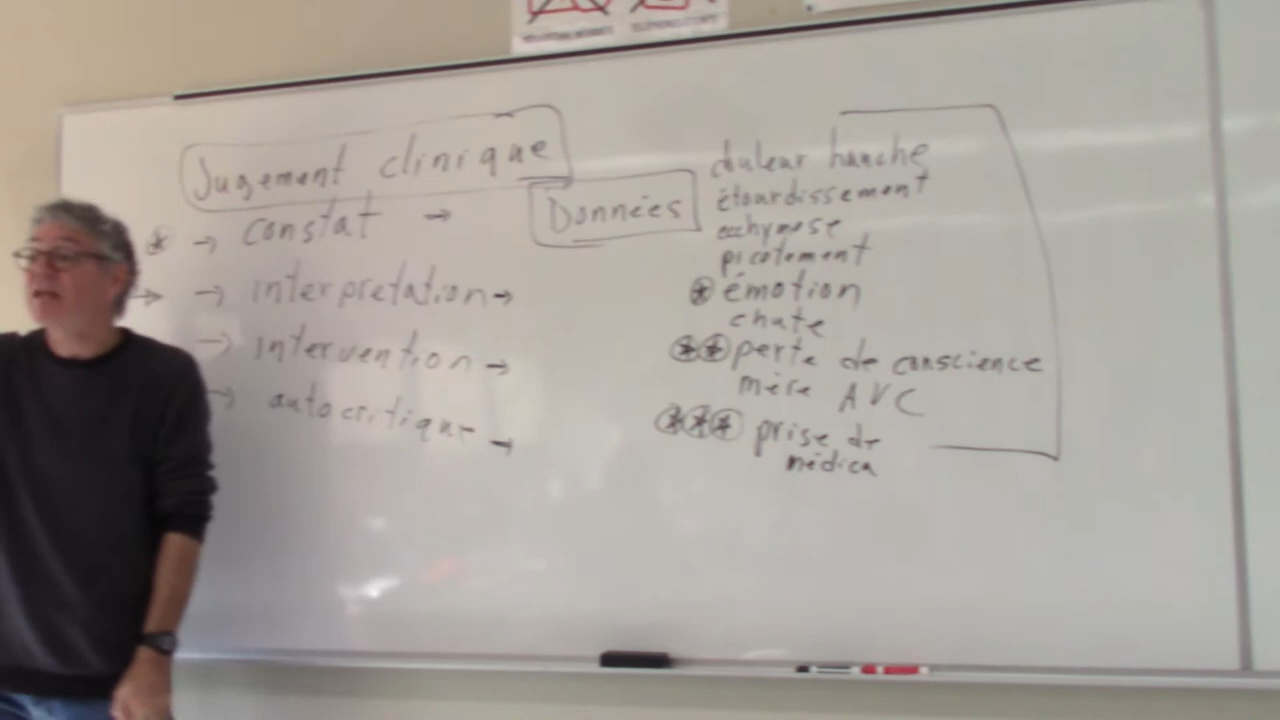 Jugement clinique
* → constat →
→ → interpretation →
→ intervention →
→ autocritique →
Données
douleur hanche
étourdissement
ecchymose
picotement
* émotion
chute
** perte de conscience
mère AVC
*** prise de
médica